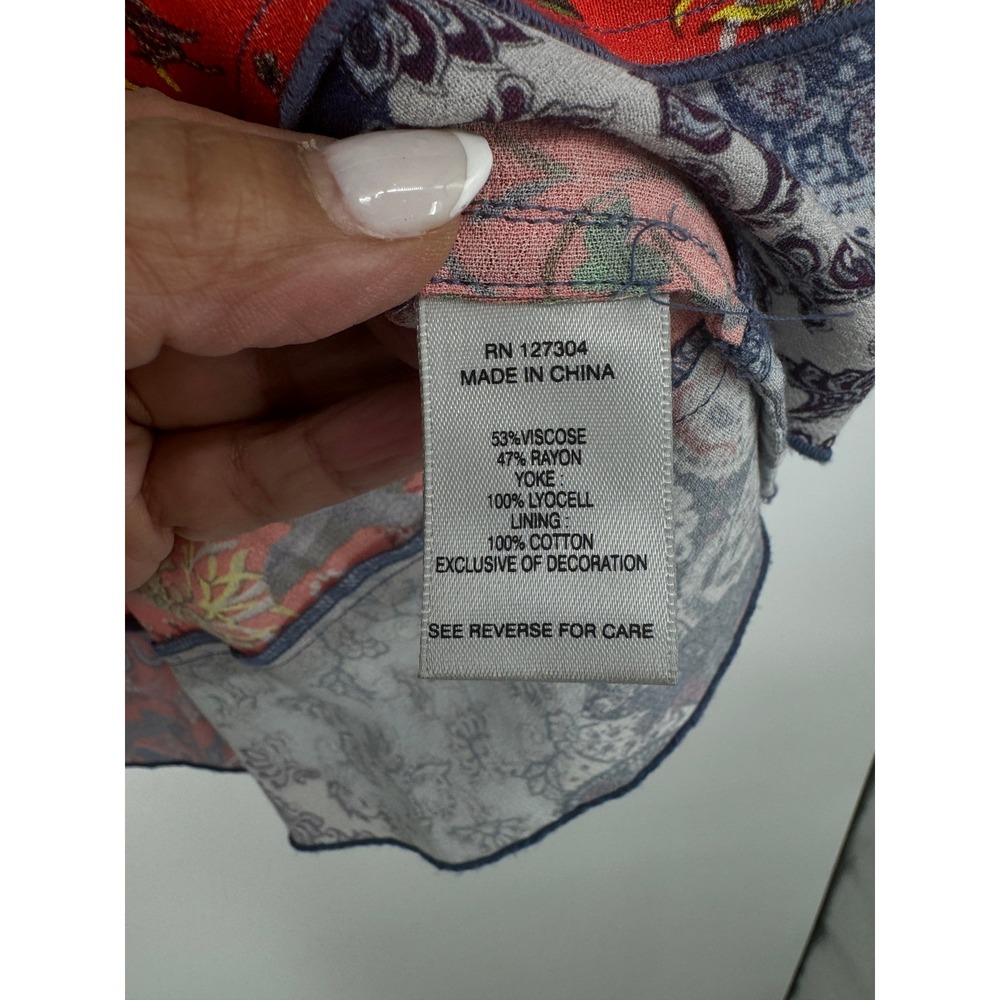 RN 127304
MADE IN CHINA
53%VISCOSE
47% RAYON
YOKE :
100% LYOCELL
LINING :
100% COTTON
EXCLUSIVE OF DECORATION
SEE REVERSE FOR CARE